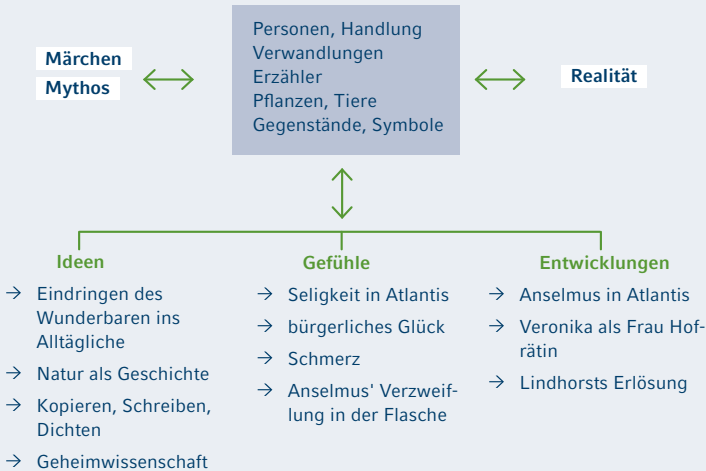 Märchen
Mythos
Personen, Handlung
Verwandlungen
Erzähler
Pflanzen, Tiere
Gegenstände, Symbole
Realität
Ideen
→ Eindringen des
Wunderbaren ins
Alltägliche
→ Natur als Geschichte
→ Kopieren, Schreiben,
Dichten
→ Geheimwissenschaft
Gefühle
→ Seligkeit in Atlantis
→ bürgerliches Glück
→ Schmerz
→ Anselmus' Verzweif-
lung in der Flasche
Entwicklungen
→ Anselmus in Atlantis
→ Veronika als Frau Hof-
rätin
→ Lindhorsts Erlösung